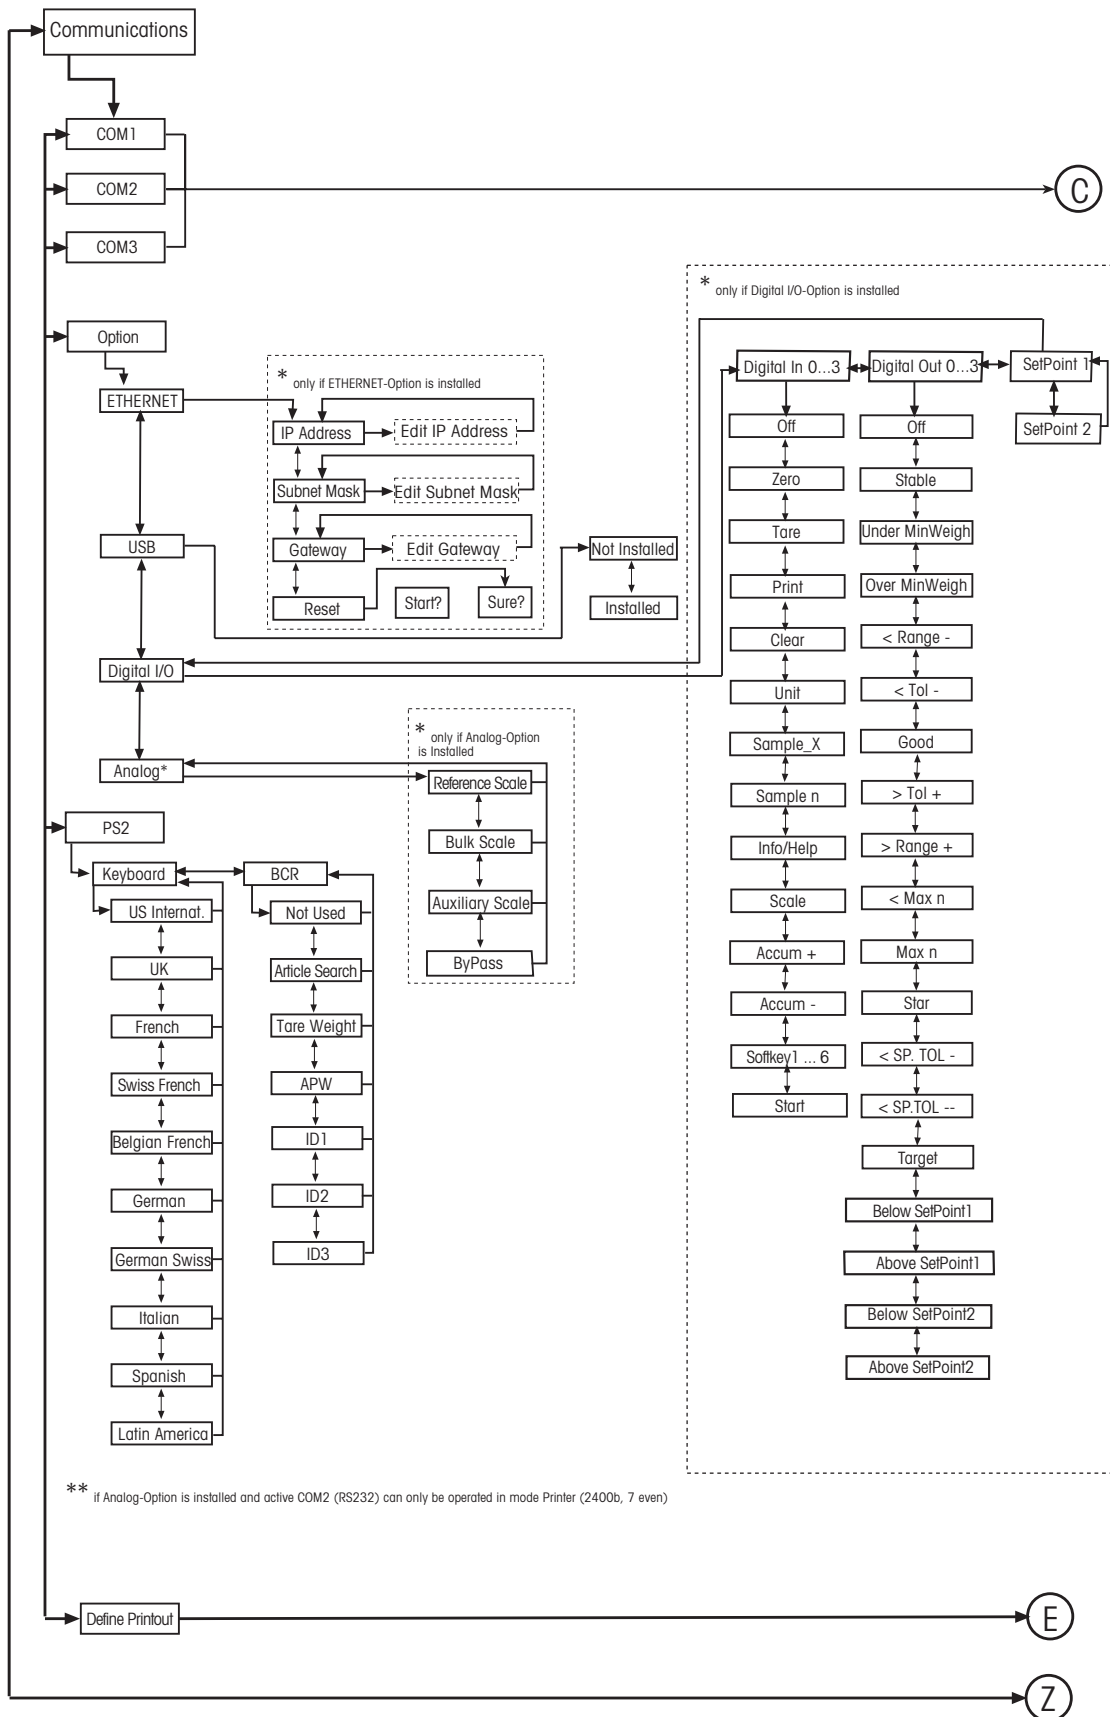 Communications
COM1
COM2
C
COM3
* only if Digital I/O-Option is installed
Option
ETHERNET
* only if ETHERNET-Option is installed
IP Address
Edit IP Address
Subnet Mask
Edit Subnet Mask
Gateway
Edit Gateway
Reset
Start?
Sure?
USB
Not Installed
Installed
Digital I/O
Digital In 0...3
Digital Out 0...3
SetPoint 1
SetPoint 2
Off
Zero
Tare
Print
Clear
Unit
Sample_X
Sample n
Info/Help
Scale
Accum +
Accum -
Softkey1 ... 6
Start
Off
Stable
Under MinWeigh
Over MinWeigh
< Range -
< Tol -
Good
> Tol +
> Range +
< Max n
Max n
Star
< SP. TOL -
< SP.TOL --
Target
Below SetPoint1
Above SetPoint1
Below SetPoint2
Above SetPoint2
Analog*
* only if Analog-Option
is Installed
Reference Scale
Bulk Scale
Auxiliary Scale
ByPass
PS2
Keyboard
US Internat.
UK
French
Swiss French
Belgian French
German
German Swiss
Italian
Spanish
Latin America
BCR
Not Used
Article Search
Tare Weight
APW
ID1
ID2
ID3
** if Analog-Option is installed and active COM2 (RS232) can only be operated in mode Printer (2400b, 7 even)
Define Printout
E
Z